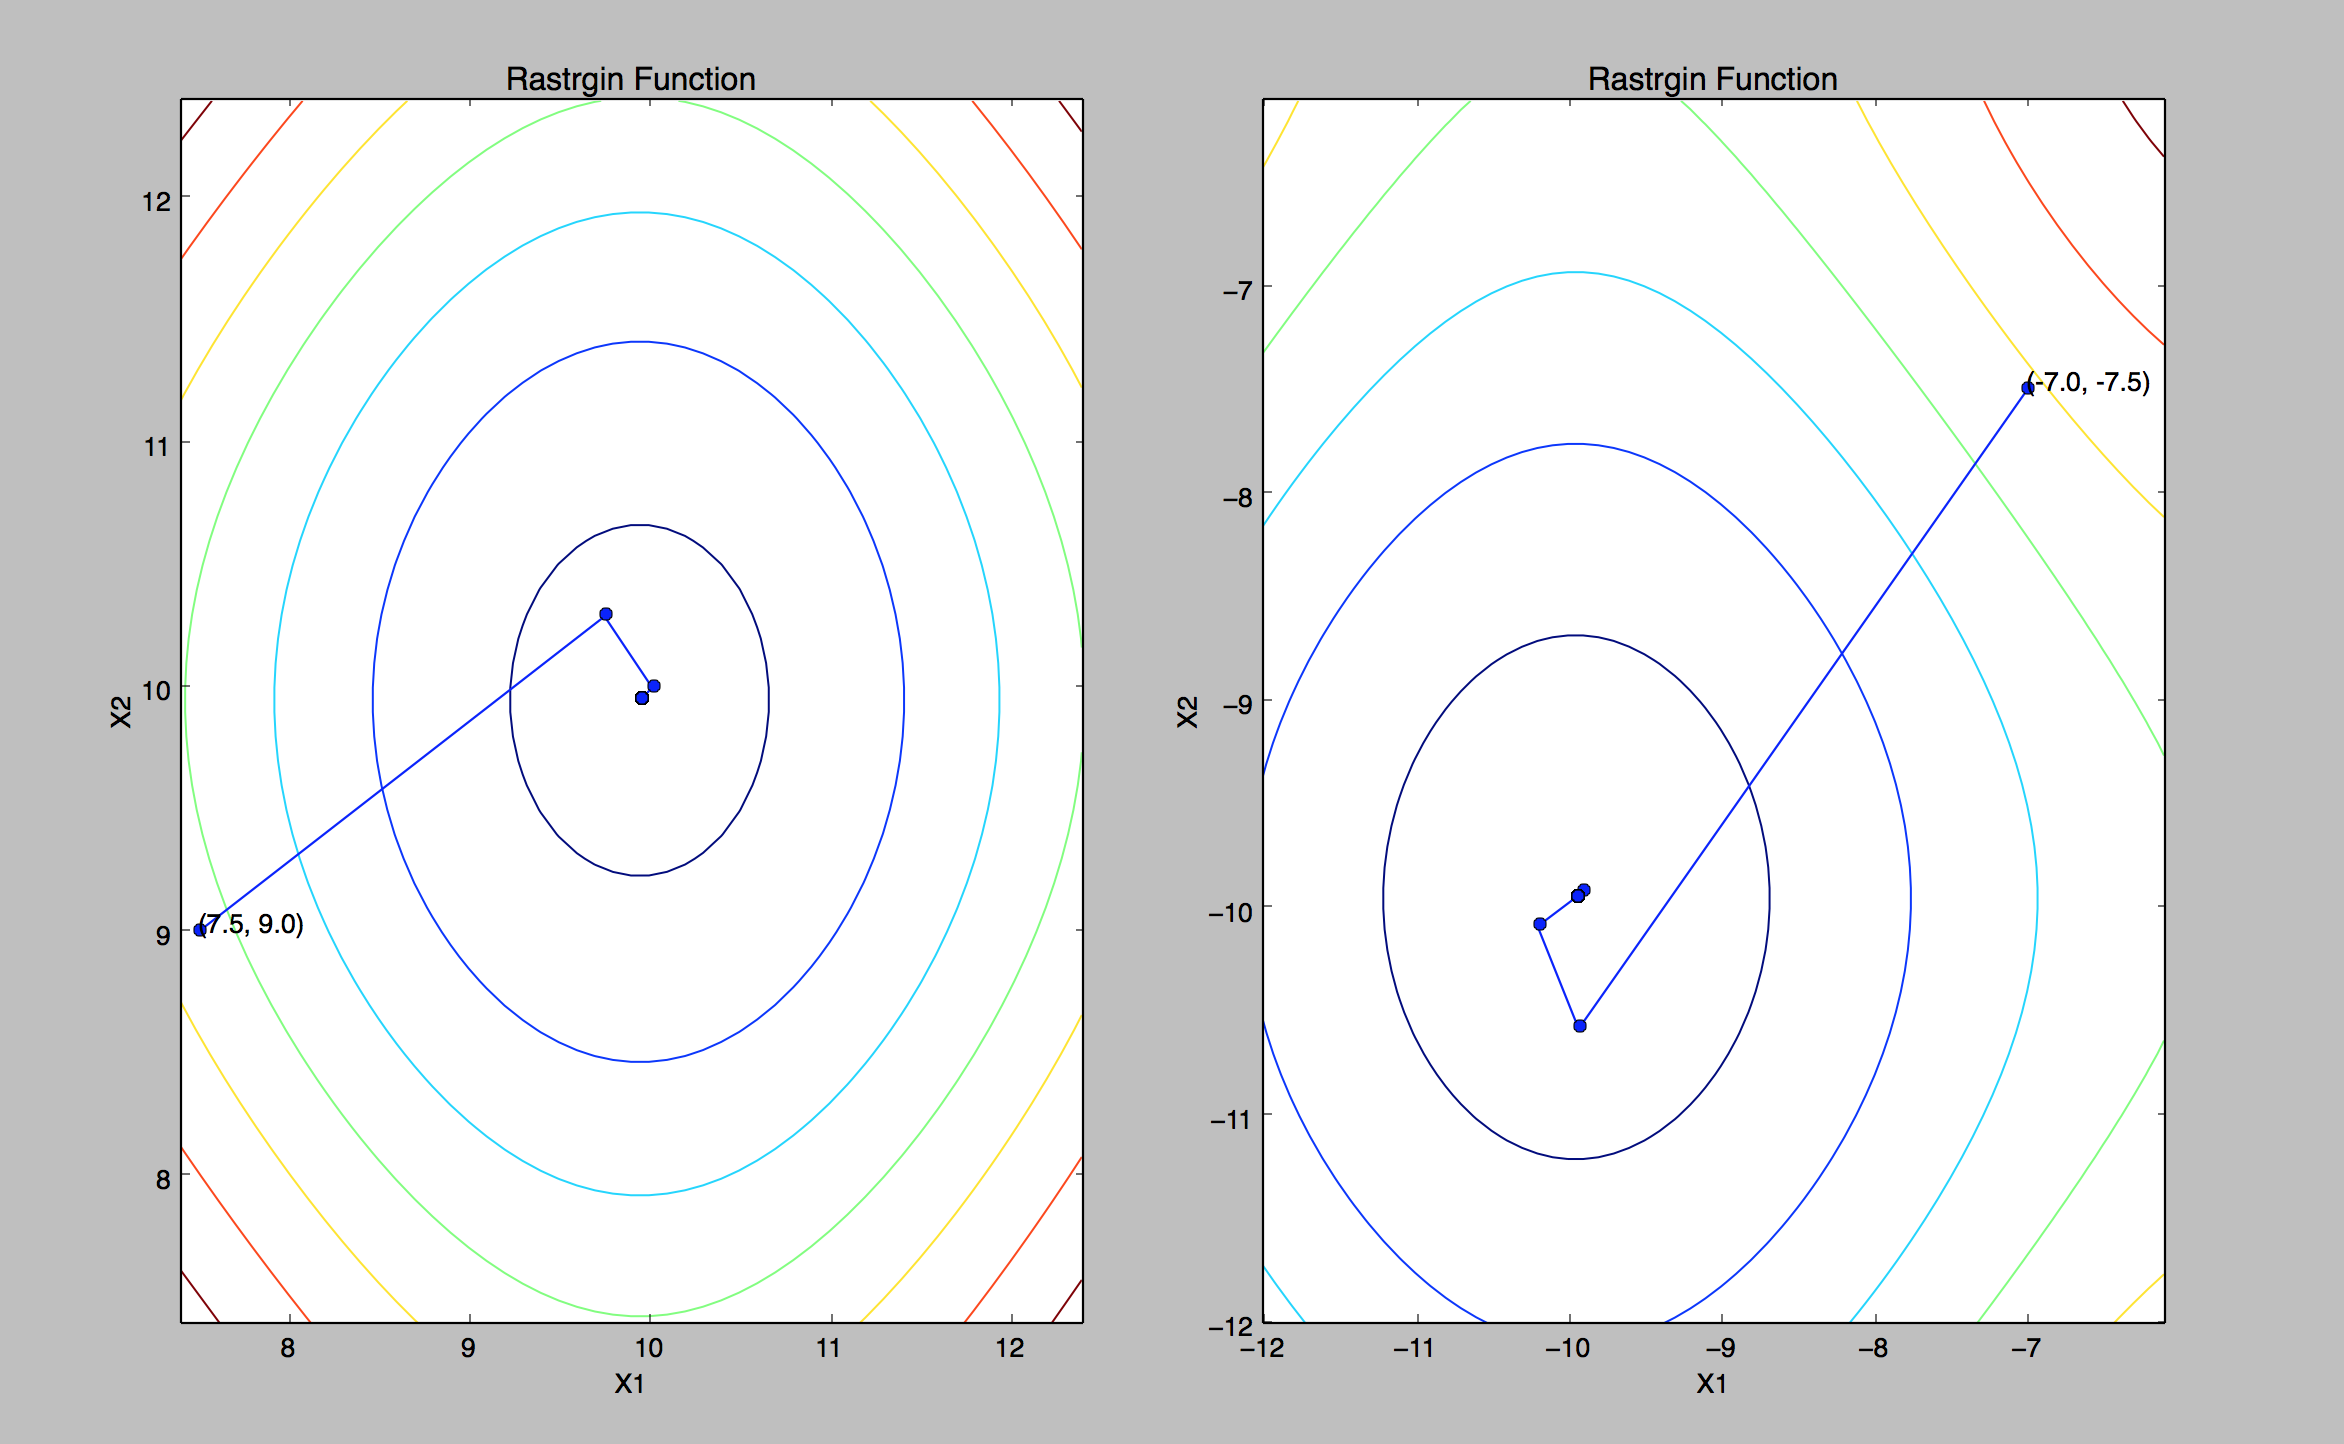 Rastrgin Function
12
11
10
9
8
X2
(7.5, 9.0)
8 9 10 11 12
X1
Rastrgin Function
−7
−8
−9
−10
−11
−12
X2
(-7.0, -7.5)
−12 −11 −10 −9 −8 −7
X1